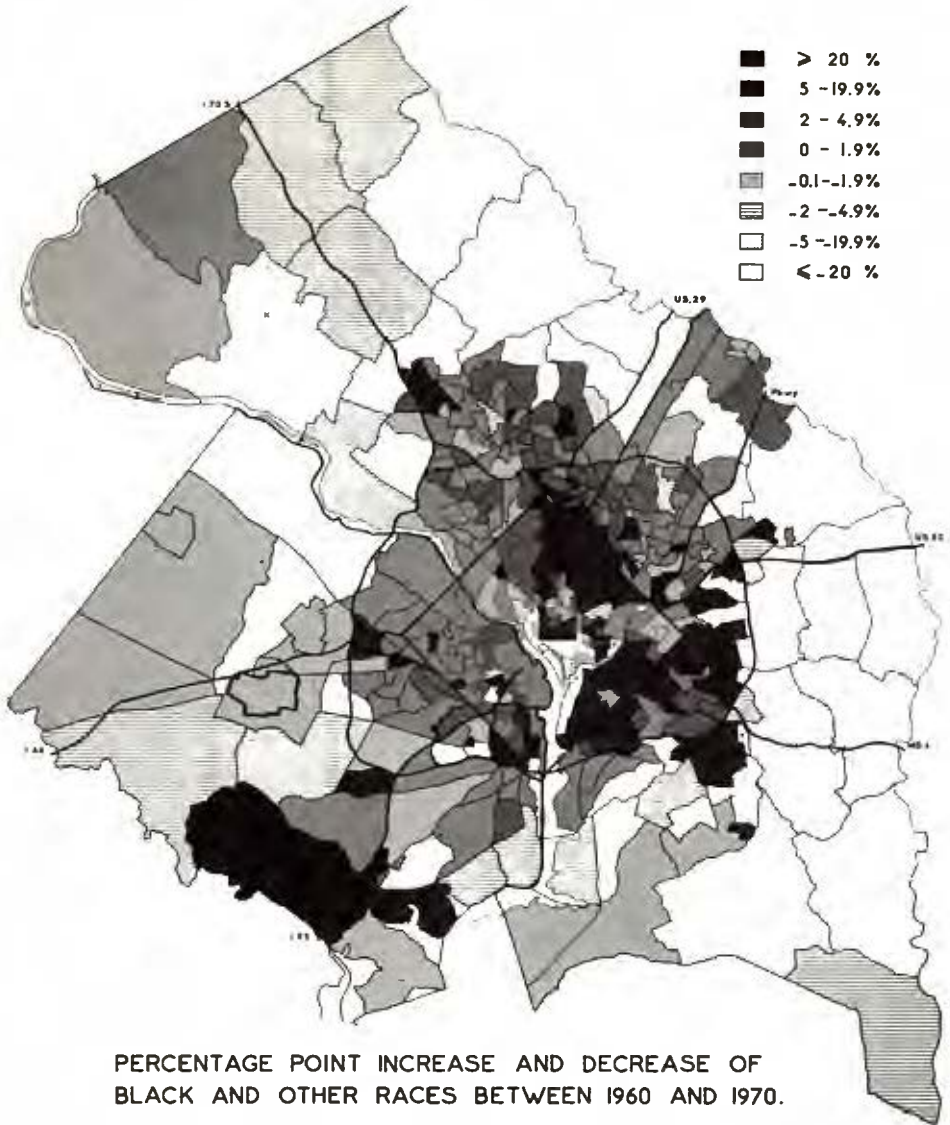 ≥ 20 %
5 -19.9%
2 - 4.9%
0 - 1.9%
-0.1--1.9%
-2 --4.9%
-5 --19.9%
≤-20 %
I.70 S
US.29
US.50
I.66
I.95
PERCENTAGE POINT INCREASE AND DECREASE OF
BLACK AND OTHER RACES BETWEEN 1960 AND 1970.